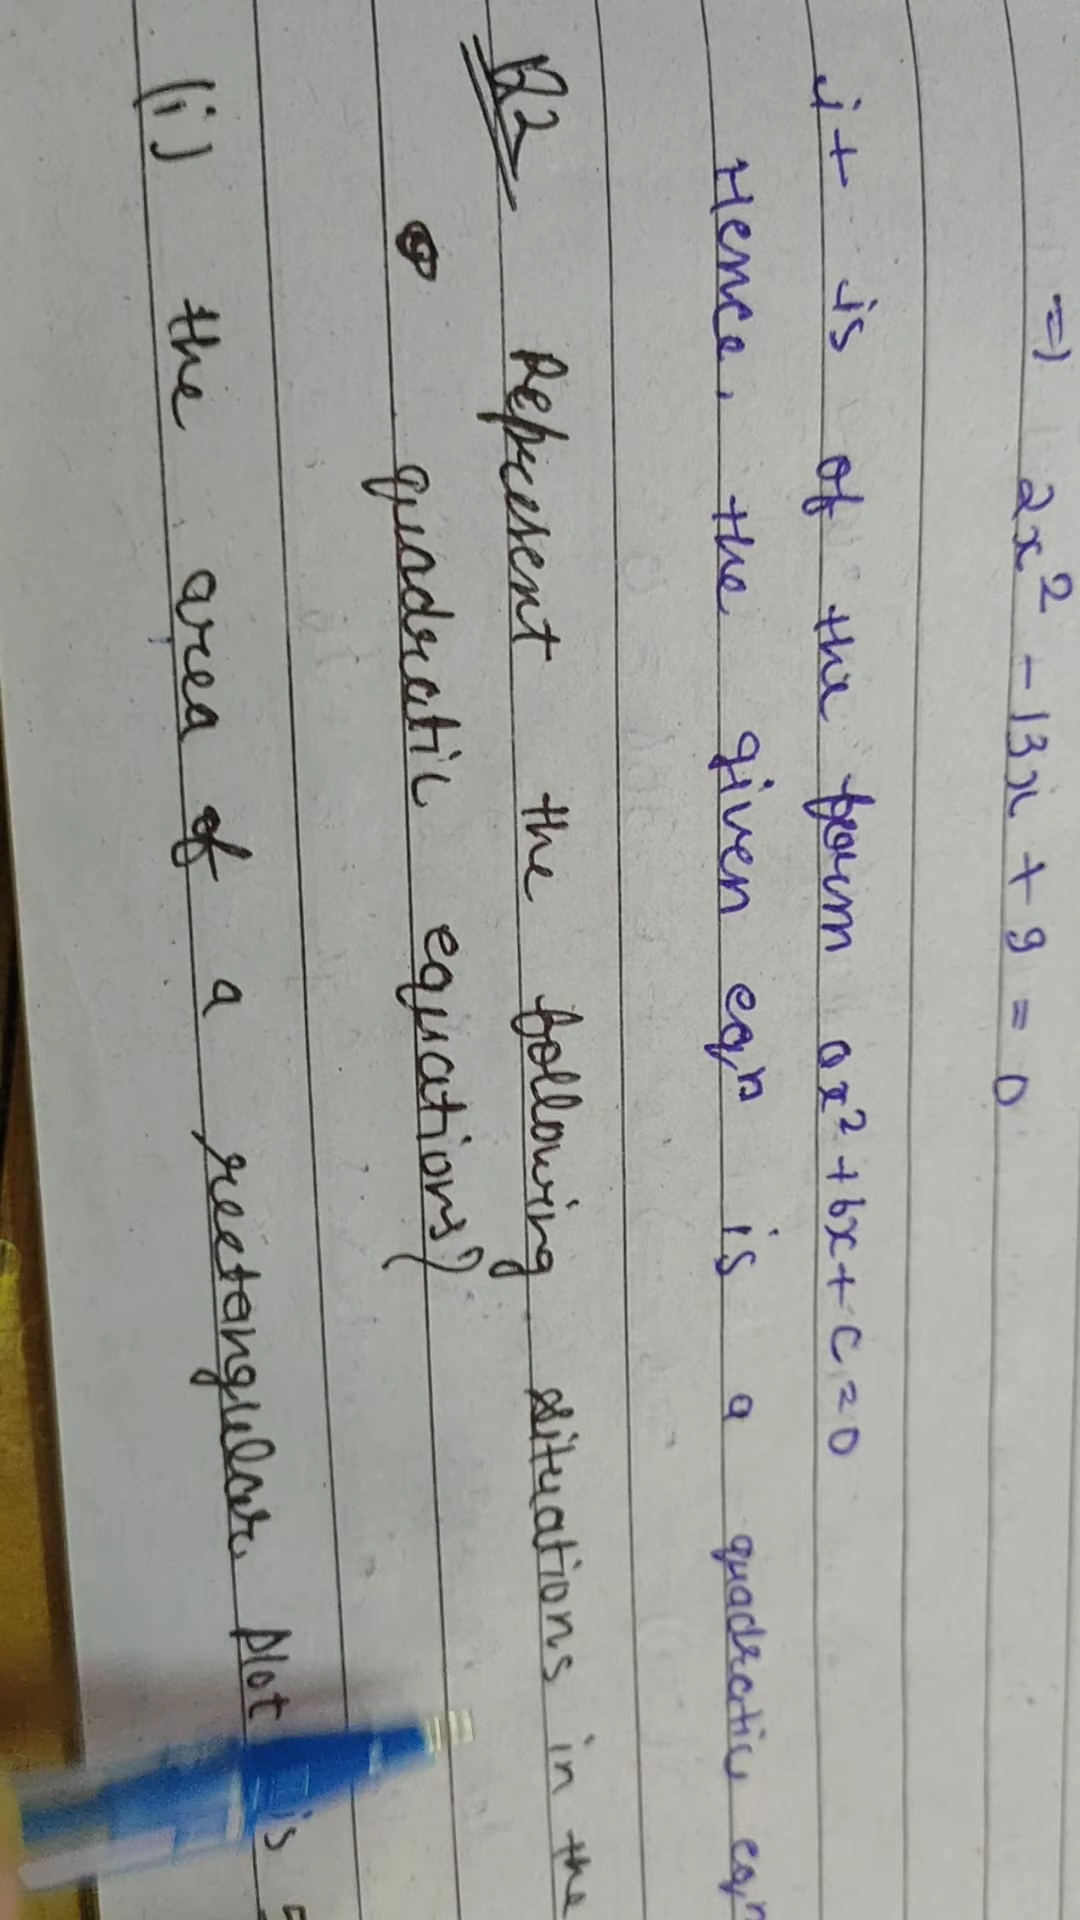 =) 2x² - 13x + 9 = 0
it is of the form ax² + bx + c = 0
Hence, the given eqⁿ is a quadratic eqⁿ
Q2 Represent the following situations in the
quadratic equations?
(i) the area of a rectangular plot is